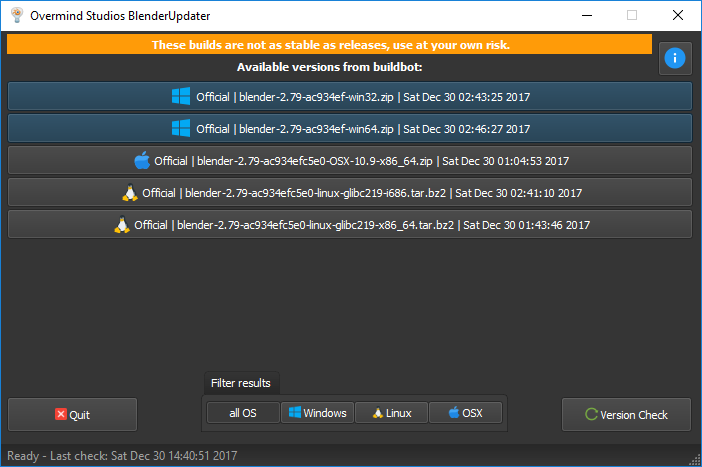 Overmind Studios BlenderUpdater
These builds are not as stable as releases, use at your own risk.
Available versions from buildbot:
Official | blender-2.79-ac934ef-win32.zip | Sat Dec 30 02:43:25 2017
Official | blender-2.79-ac934ef-win64.zip | Sat Dec 30 02:46:27 2017
Official | blender-2.79-ac934efc5e0-OSX-10.9-x86_64.zip | Sat Dec 30 01:04:53 2017
Official | blender-2.79-ac934efc5e0-linux-glibc219-i686.tar.bz2 | Sat Dec 30 02:41:10 2017
Official | blender-2.79-ac934efc5e0-linux-glibc219-x86_64.tar.bz2 | Sat Dec 30 01:43:46 2017
Filter results
Quit
all OS Windows Linux OSX
Version Check
Ready - Last check: Sat Dec 30 14:40:51 2017